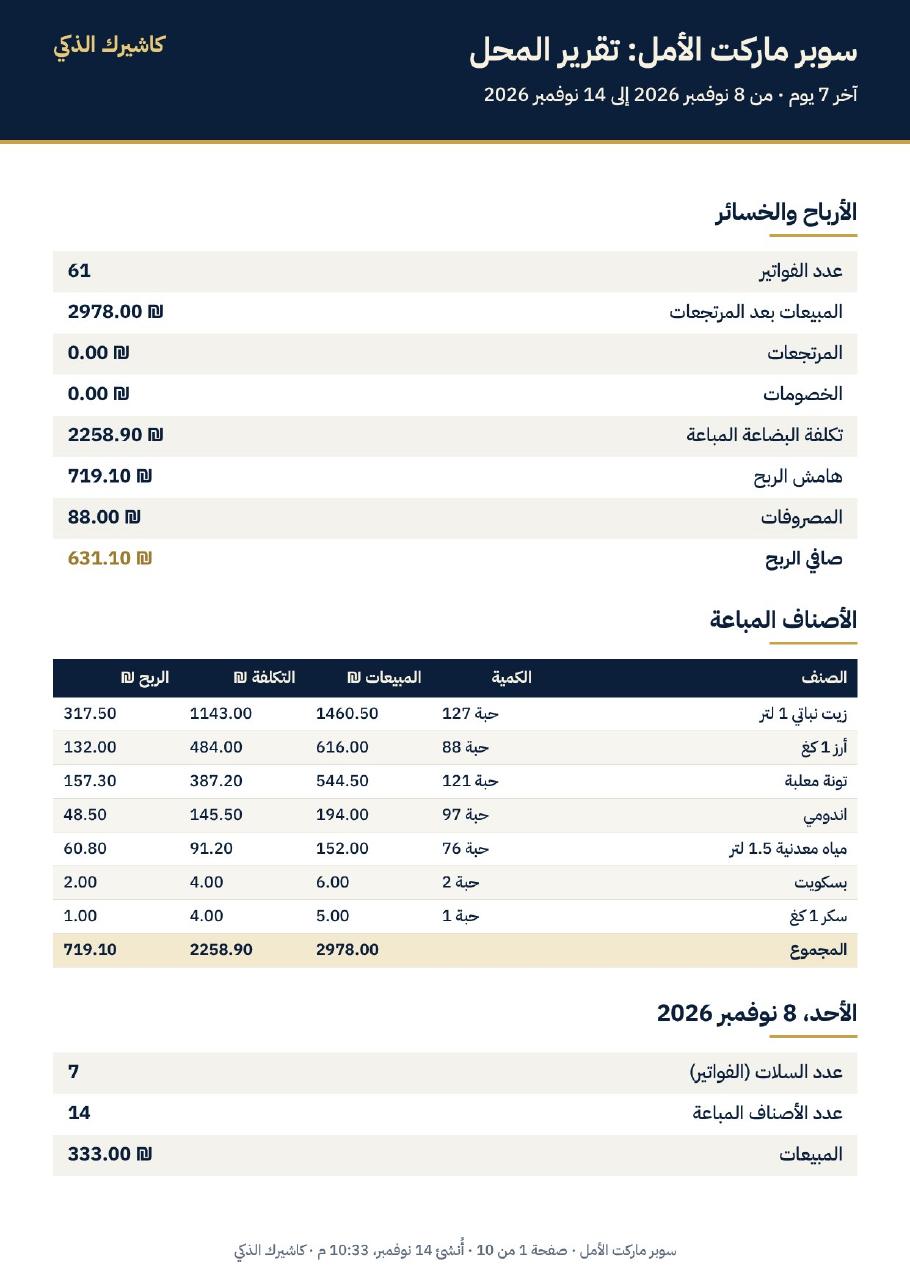 سوبر ماركت الأمل: تقرير المحل
كاشيرك الذكي
آخر 7 يوم · من 8 نوفمبر 2026 إلى 14 نوفمبر 2026
الأرباح والخسائر
عدد الفواتير 61
المبيعات بعد المرتجعات 2978.00 ₪
المرتجعات 0.00 ₪
الخصومات 0.00 ₪
تكلفة البضاعة المباعة 2258.90 ₪
هامش الربح 719.10 ₪
المصروفات 88.00 ₪
صافي الربح 631.10 ₪
الأصناف المباعة
الصنف الكمية المبيعات ₪ التكلفة ₪ الربح ₪
زيت نباتي 1 لتر 127 حبة 1460.50 1143.00 317.50
أرز 1 كغ 88 حبة 616.00 484.00 132.00
تونة معلبة 121 حبة 544.50 387.20 157.30
اندومي 97 حبة 194.00 145.50 48.50
مياه معدنية 1.5 لتر 76 حبة 152.00 91.20 60.80
بسكويت 2 حبة 6.00 4.00 2.00
سكر 1 كغ 1 حبة 5.00 4.00 1.00
المجموع 2978.00 2258.90 719.10
الأحد، 8 نوفمبر 2026
عدد السلات (الفواتير) 7
عدد الأصناف المباعة 14
المبيعات 333.00 ₪
سوبر ماركت الأمل · صفحة 1 من 10 · أُنشئ 14 نوفمبر، 10:33 م · كاشيرك الذكي